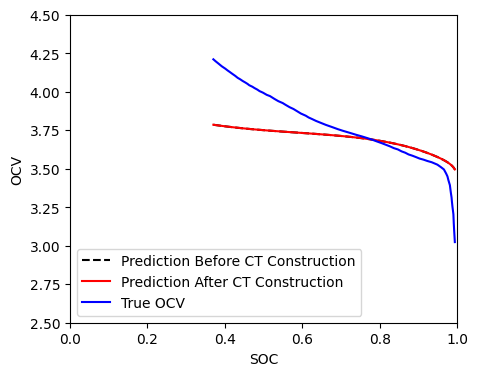 4.50
4.25
4.00
3.75
3.50
3.25
3.00
2.75
2.50
OCV
Prediction Before CT Construction
Prediction After CT Construction
True OCV
0.0 0.2 0.4 0.6 0.8 1.0
SOC